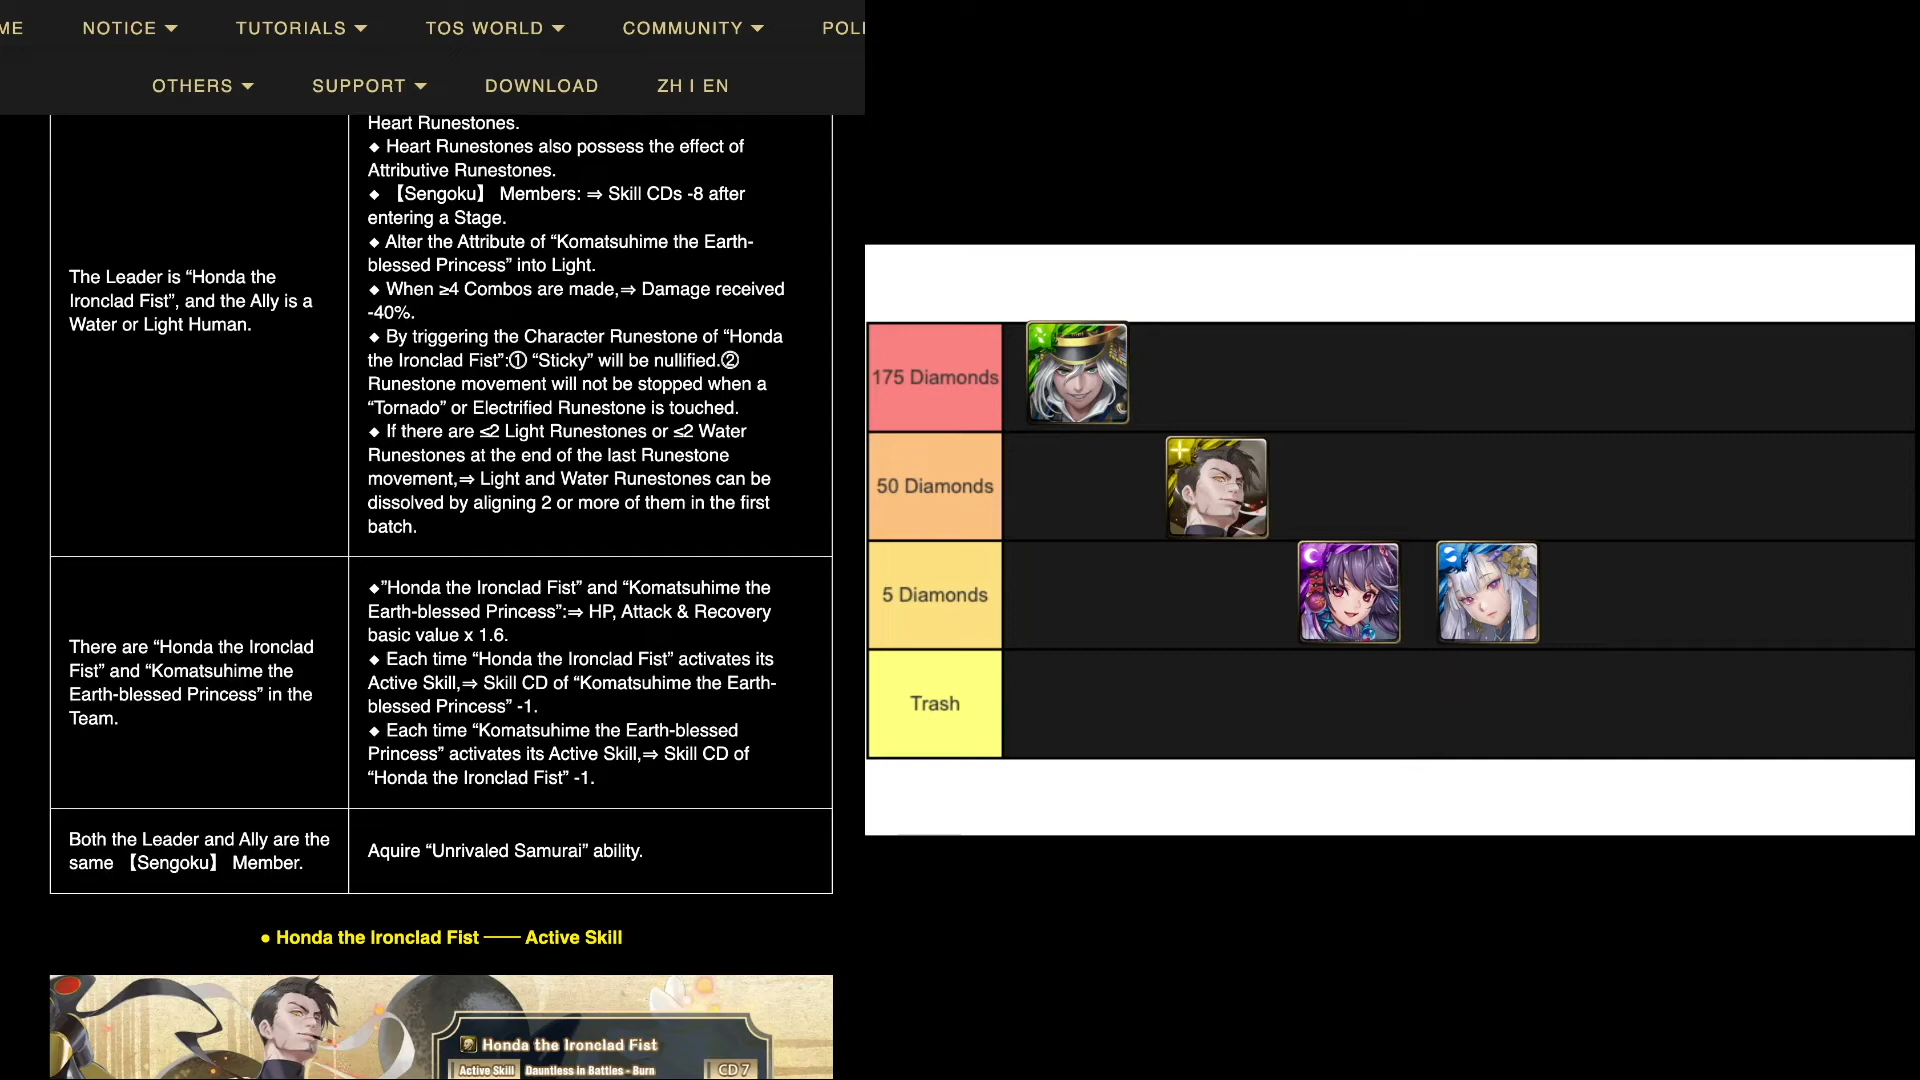 ME NOTICE TUTORIALS TOS WORLD COMMUNITY POLI
OTHERS SUPPORT DOWNLOAD ZH I EN
Heart Runestones.
◆ Heart Runestones also possess the effect of
Attributive Runestones.
◆ 【Sengoku】 Members: ⇒ Skill CDs -8 after
entering a Stage.
◆ Alter the Attribute of “Komatsuhime the Earth-
blessed Princess” into Light.
◆ When ≥4 Combos are made,⇒ Damage received
-40%.
◆ By triggering the Character Runestone of “Honda
the Ironclad Fist”:① “Sticky” will be nullified.②
Runestone movement will not be stopped when a
“Tornado” or Electrified Runestone is touched.
◆ If there are ≤2 Light Runestones or ≤2 Water
Runestones at the end of the last Runestone
movement,⇒ Light and Water Runestones can be
dissolved by aligning 2 or more of them in the first
batch.
The Leader is “Honda the
Ironclad Fist”, and the Ally is a
Water or Light Human.
There are “Honda the Ironclad
Fist” and “Komatsuhime the
Earth-blessed Princess” in the
Team.
◆”Honda the Ironclad Fist” and “Komatsuhime the
Earth-blessed Princess”:⇒ HP, Attack & Recovery
basic value x 1.6.
◆ Each time “Honda the Ironclad Fist” activates its
Active Skill,⇒ Skill CD of “Komatsuhime the Earth-
blessed Princess” -1.
◆ Each time “Komatsuhime the Earth-blessed
Princess” activates its Active Skill,⇒ Skill CD of
“Honda the Ironclad Fist” -1.
Both the Leader and Ally are the
same 【Sengoku】 Member.
Aquire “Unrivaled Samurai” ability.
● Honda the Ironclad Fist —— Active Skill
Honda the Ironclad Fist
Active Skill Dauntless in Battles - Burn CD 7
175 Diamonds
50 Diamonds
5 Diamonds
Trash